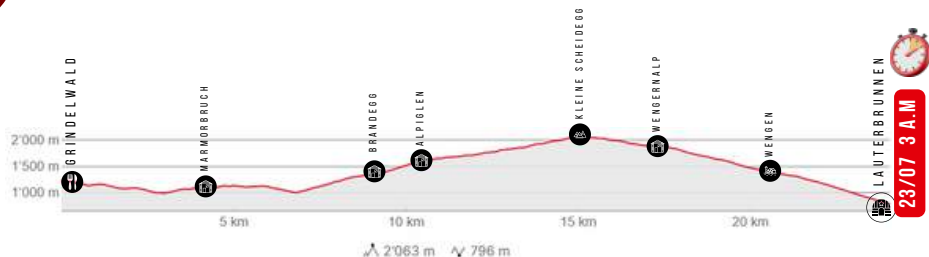 GRINDELWALD
MARMORBRUCH
BRANDEGG
ALPIGLEN
KLEINE SCHEIDEGG
WENGERNALP
WENGEN
LAUTERBRUNNEN
23/07 3 A.M
2'000 m
1'500 m
1'000 m
5 km
10 km
15 km
20 km
2'063 m 796 m